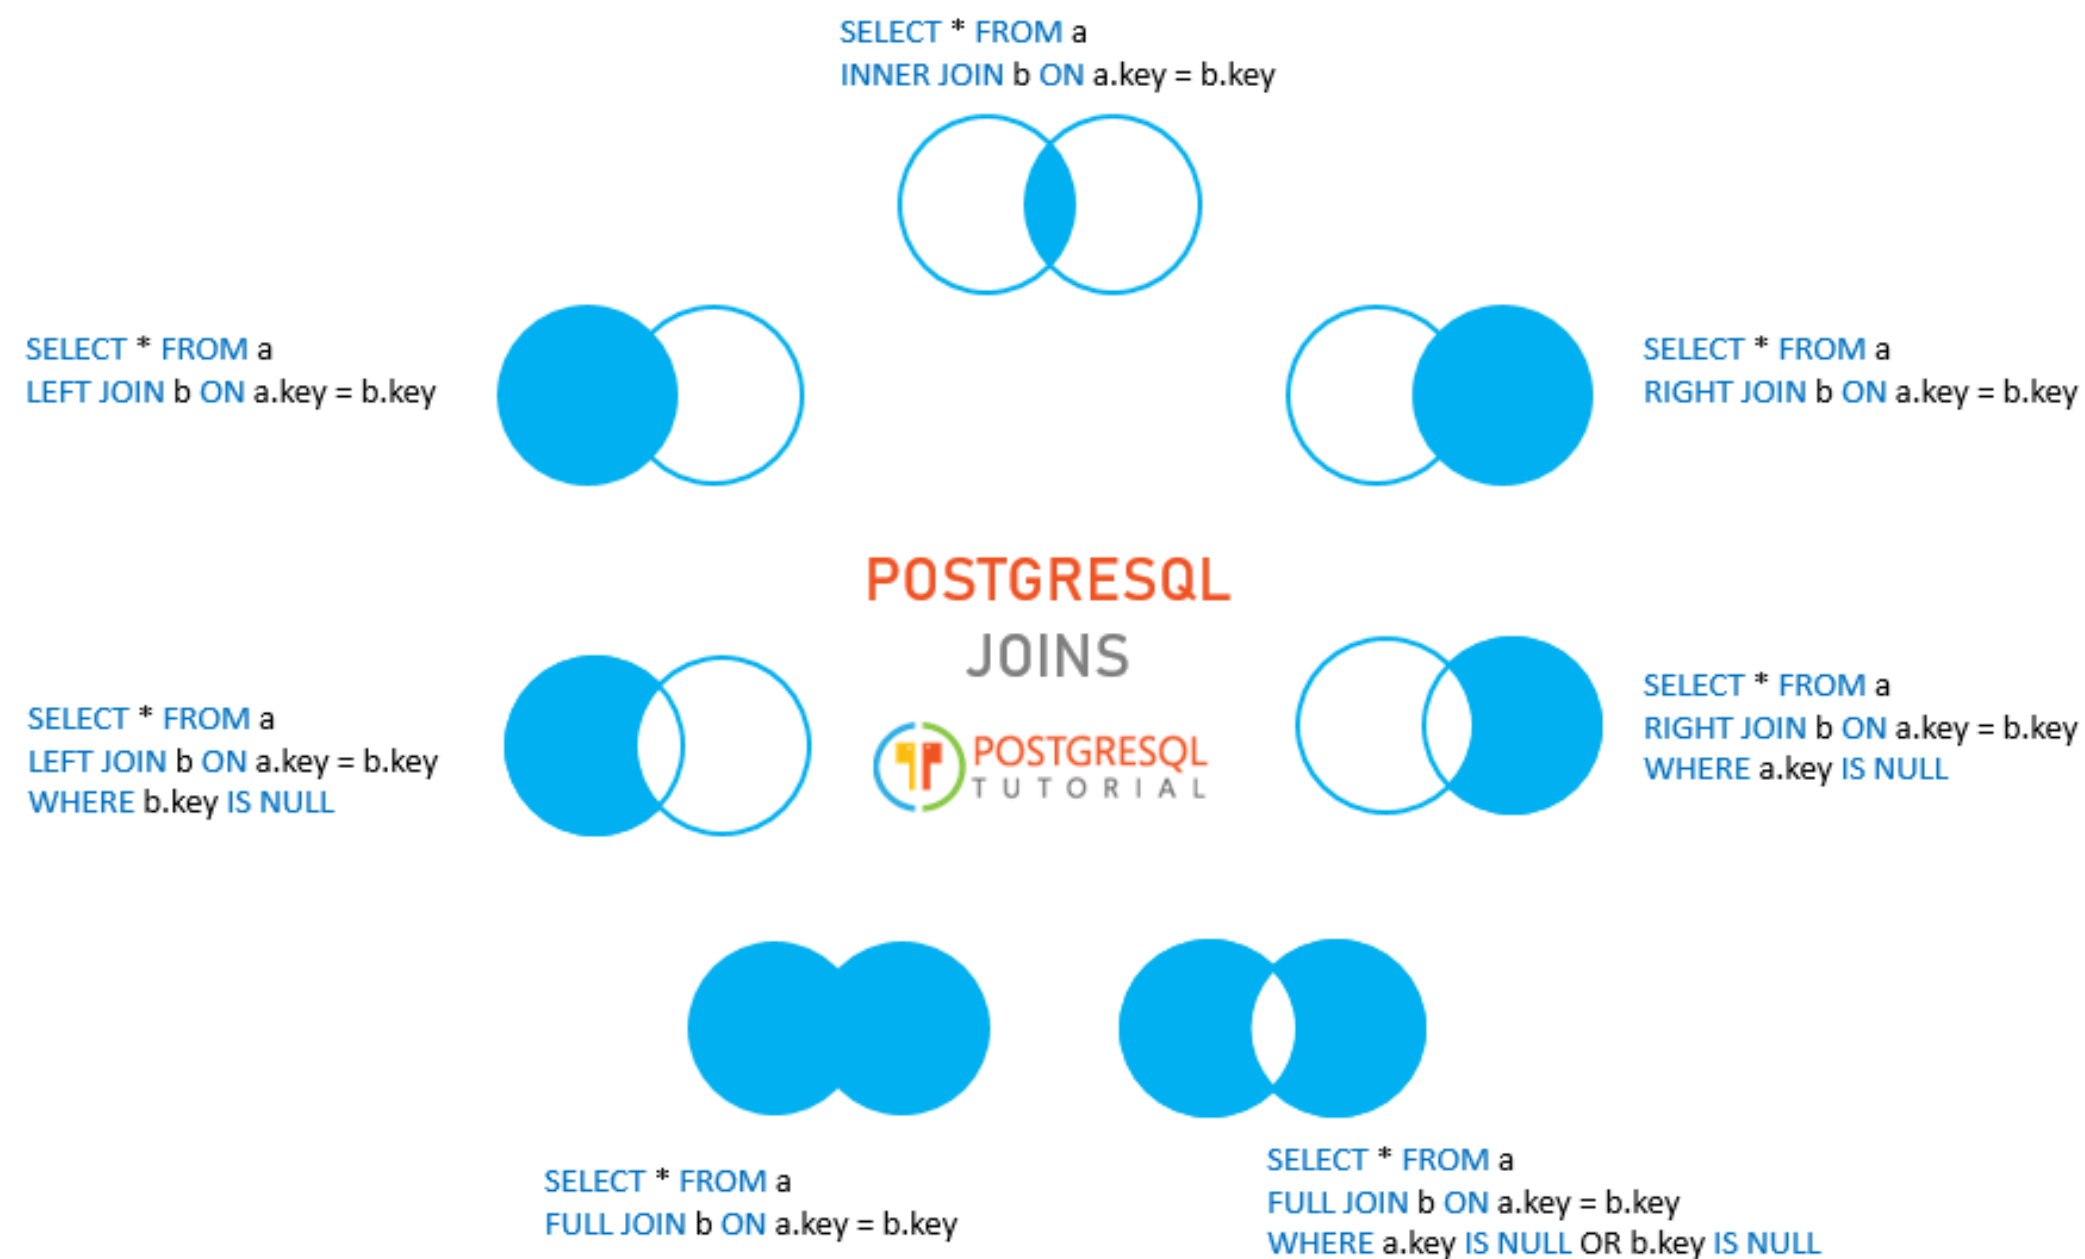 SELECT * FROM a
INNER JOIN b ON a.key = b.key
SELECT * FROM a
LEFT JOIN b ON a.key = b.key
SELECT * FROM a
RIGHT JOIN b ON a.key = b.key
POSTGRESQL
JOINS
POSTGRESQL
TUTORIAL
SELECT * FROM a
LEFT JOIN b ON a.key = b.key
WHERE b.key IS NULL
SELECT * FROM a
RIGHT JOIN b ON a.key = b.key
WHERE a.key IS NULL
SELECT * FROM a
FULL JOIN b ON a.key = b.key
SELECT * FROM a
FULL JOIN b ON a.key = b.key
WHERE a.key IS NULL OR b.key IS NULL